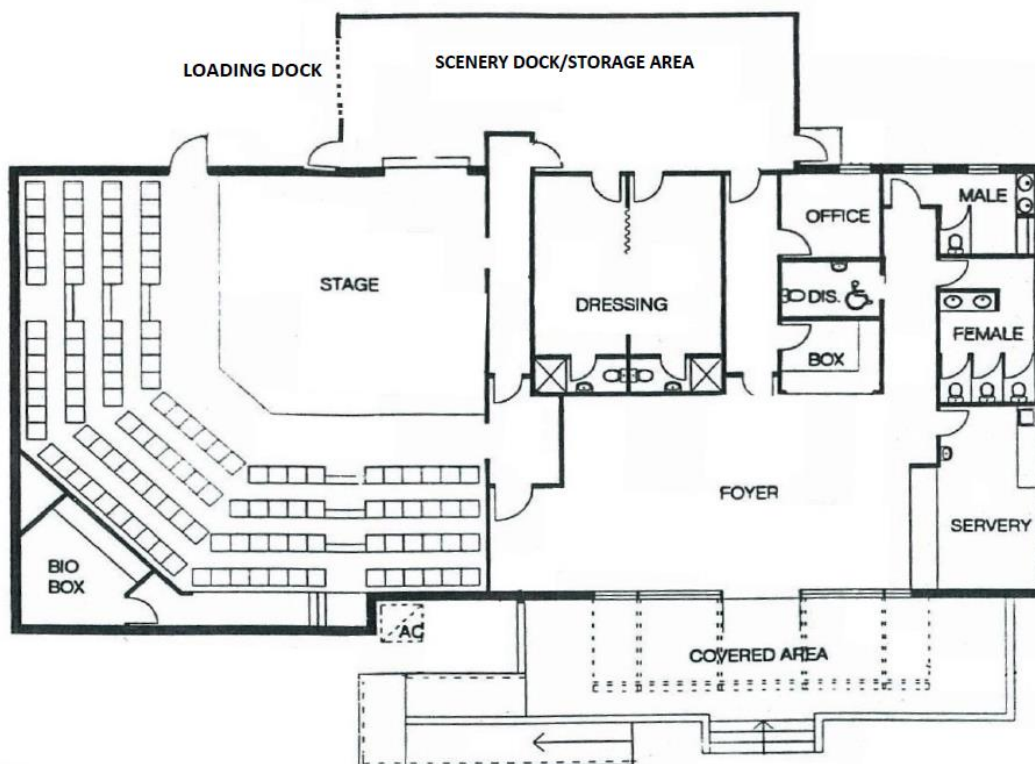 LOADING DOCK
SCENERY DOCK/STORAGE AREA
MALE
OFFICE
STAGE
DRESSING
DIS.
FEMALE
BOX
FOYER
SERVERY
BIO
BOX
AC
COVERED AREA